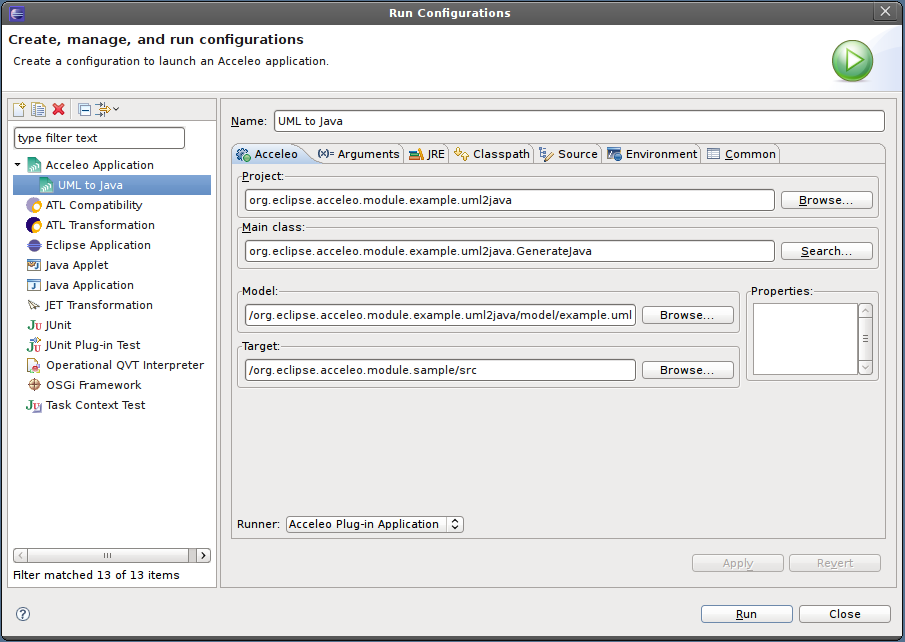 Run Configurations
Create, manage, and run configurations
Create a configuration to launch an Acceleo application.
type filter text
Acceleo Application
UML to Java
ATL Compatibility
ATL Transformation
Eclipse Application
Java Applet
Java Application
JET Transformation
JUnit
JUnit Plug-in Test
Operational QVT Interpreter
OSGi Framework
Task Context Test
Filter matched 13 of 13 items
Name: UML to Java
Acceleo (x)= Arguments JRE Classpath Source Environment Common
Project:
org.eclipse.acceleo.module.example.uml2java Browse...
Main class:
org.eclipse.acceleo.module.example.uml2java.GenerateJava Search...
Model:
/org.eclipse.acceleo.module.example.uml2java/model/example.uml Browse...
Properties:
Target:
/org.eclipse.acceleo.module.sample/src Browse...
Runner: Acceleo Plug-in Application
Apply Revert
Run Close